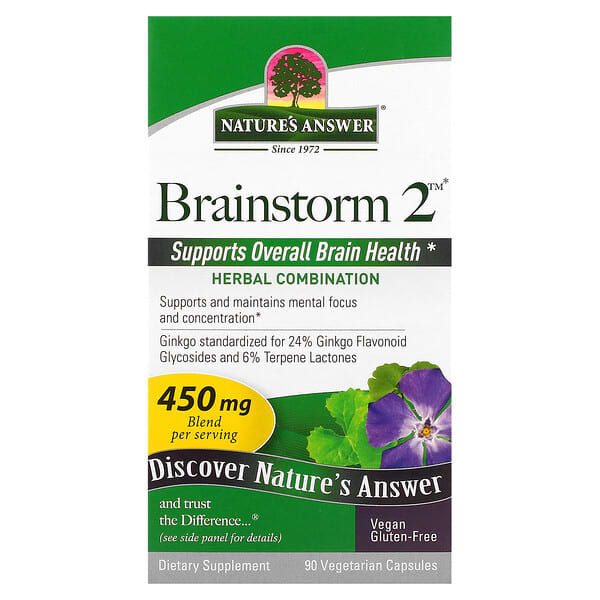 NATURE'S ANSWER®
Since 1972
Brainstorm 2™*
Supports Overall Brain Health*
HERBAL COMBINATION
Supports and maintains mental focus
and concentration*
Ginkgo standardized for 24% Ginkgo Flavonoid
Glycosides and 6% Terpene Lactones
450 mg
Blend
per serving
Discover Nature's Answer
and trust
the Difference...®
(see side panel for details)
Vegan
Gluten-Free
Dietary Supplement
90 Vegetarian Capsules